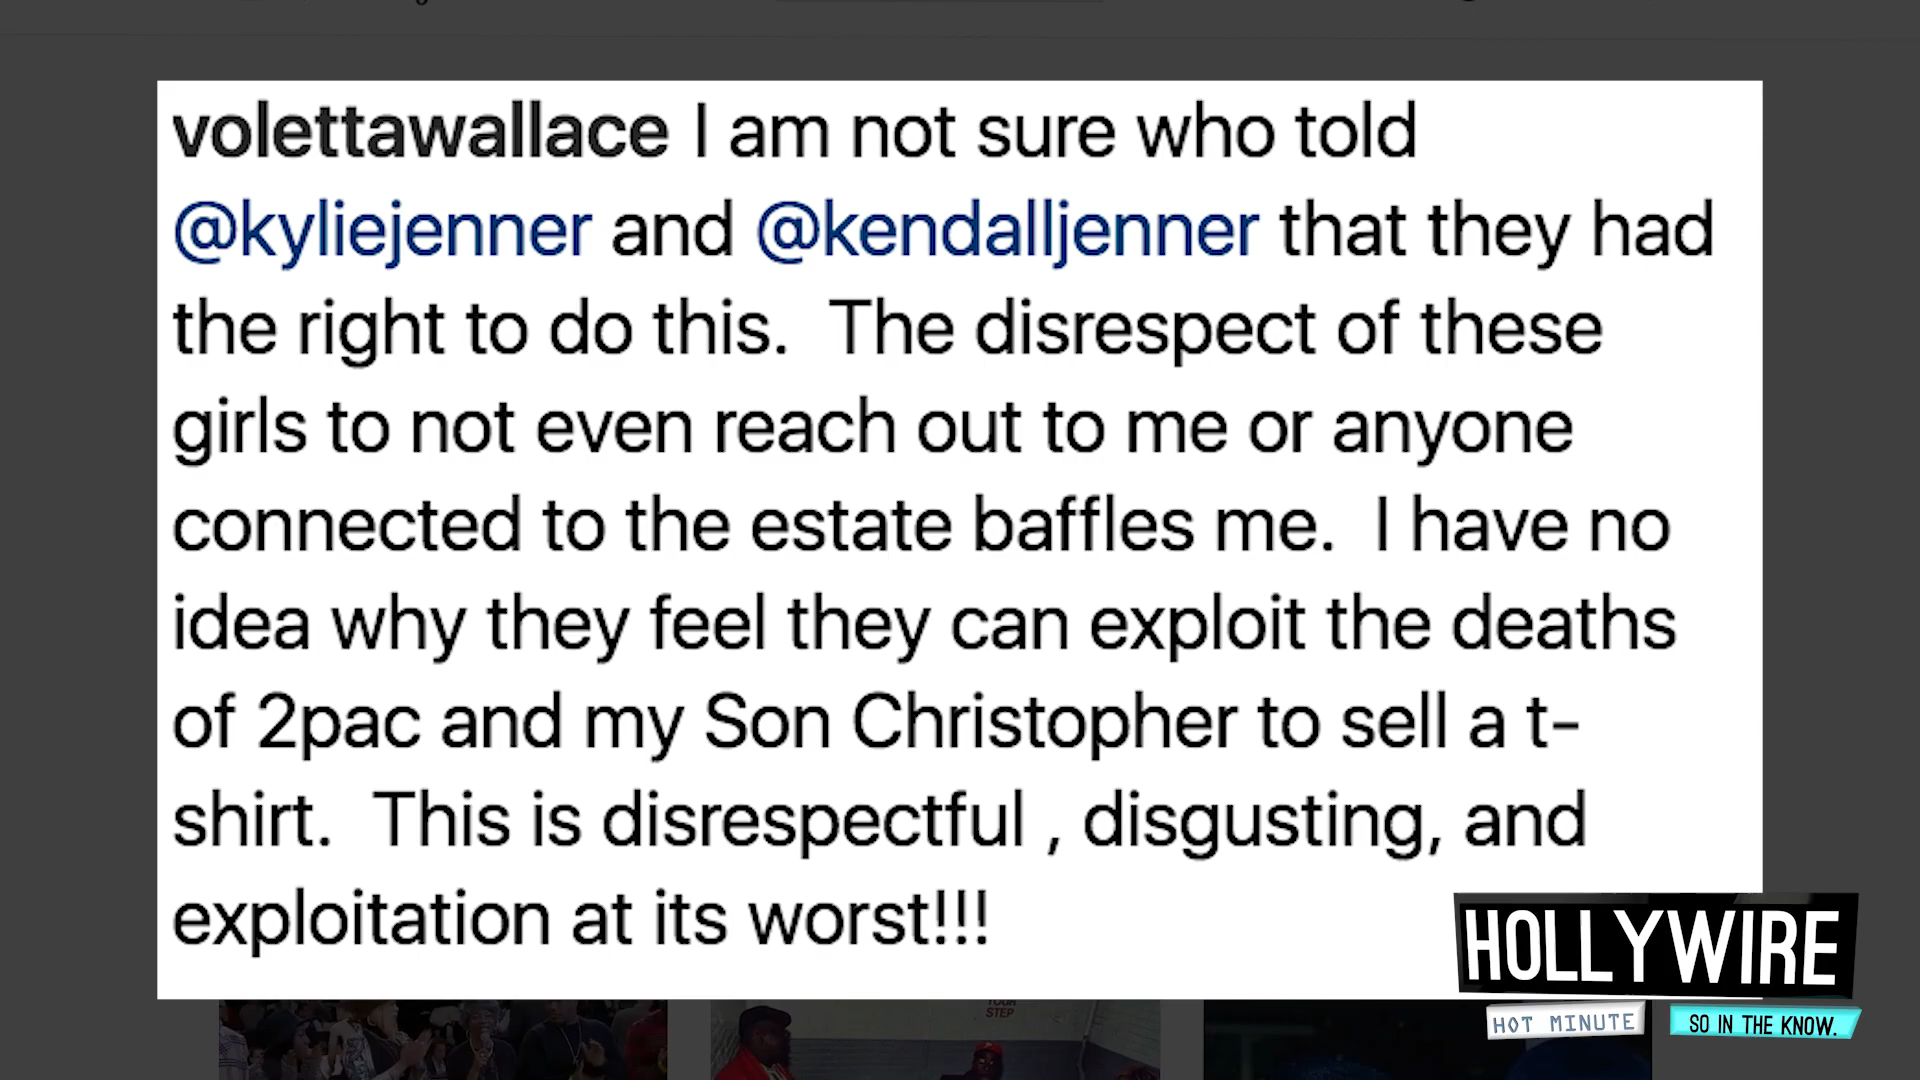 volettawallace I am not sure who told
@kyliejenner and @kendalljenner that they had
the right to do this.  The disrespect of these
girls to not even reach out to me or anyone
connected to the estate baffles me.  I have no
idea why they feel they can exploit the deaths
of 2pac and my Son Christopher to sell a t-
shirt.  This is disrespectful , disgusting, and
exploitation at its worst!!!
YOUR
STEP
HOLLYWIRE
HOT MINUTE
SO IN THE KNOW.